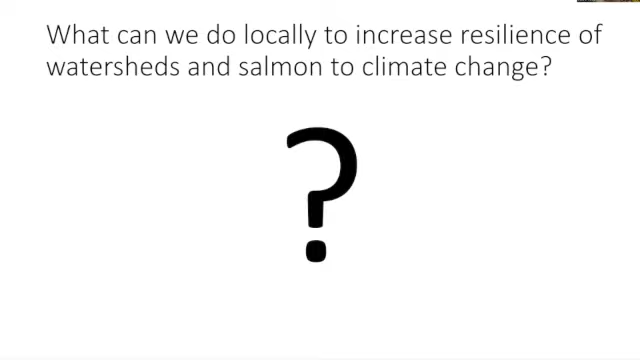 What can we do locally to increase resilience of
watersheds and salmon to climate change?
?